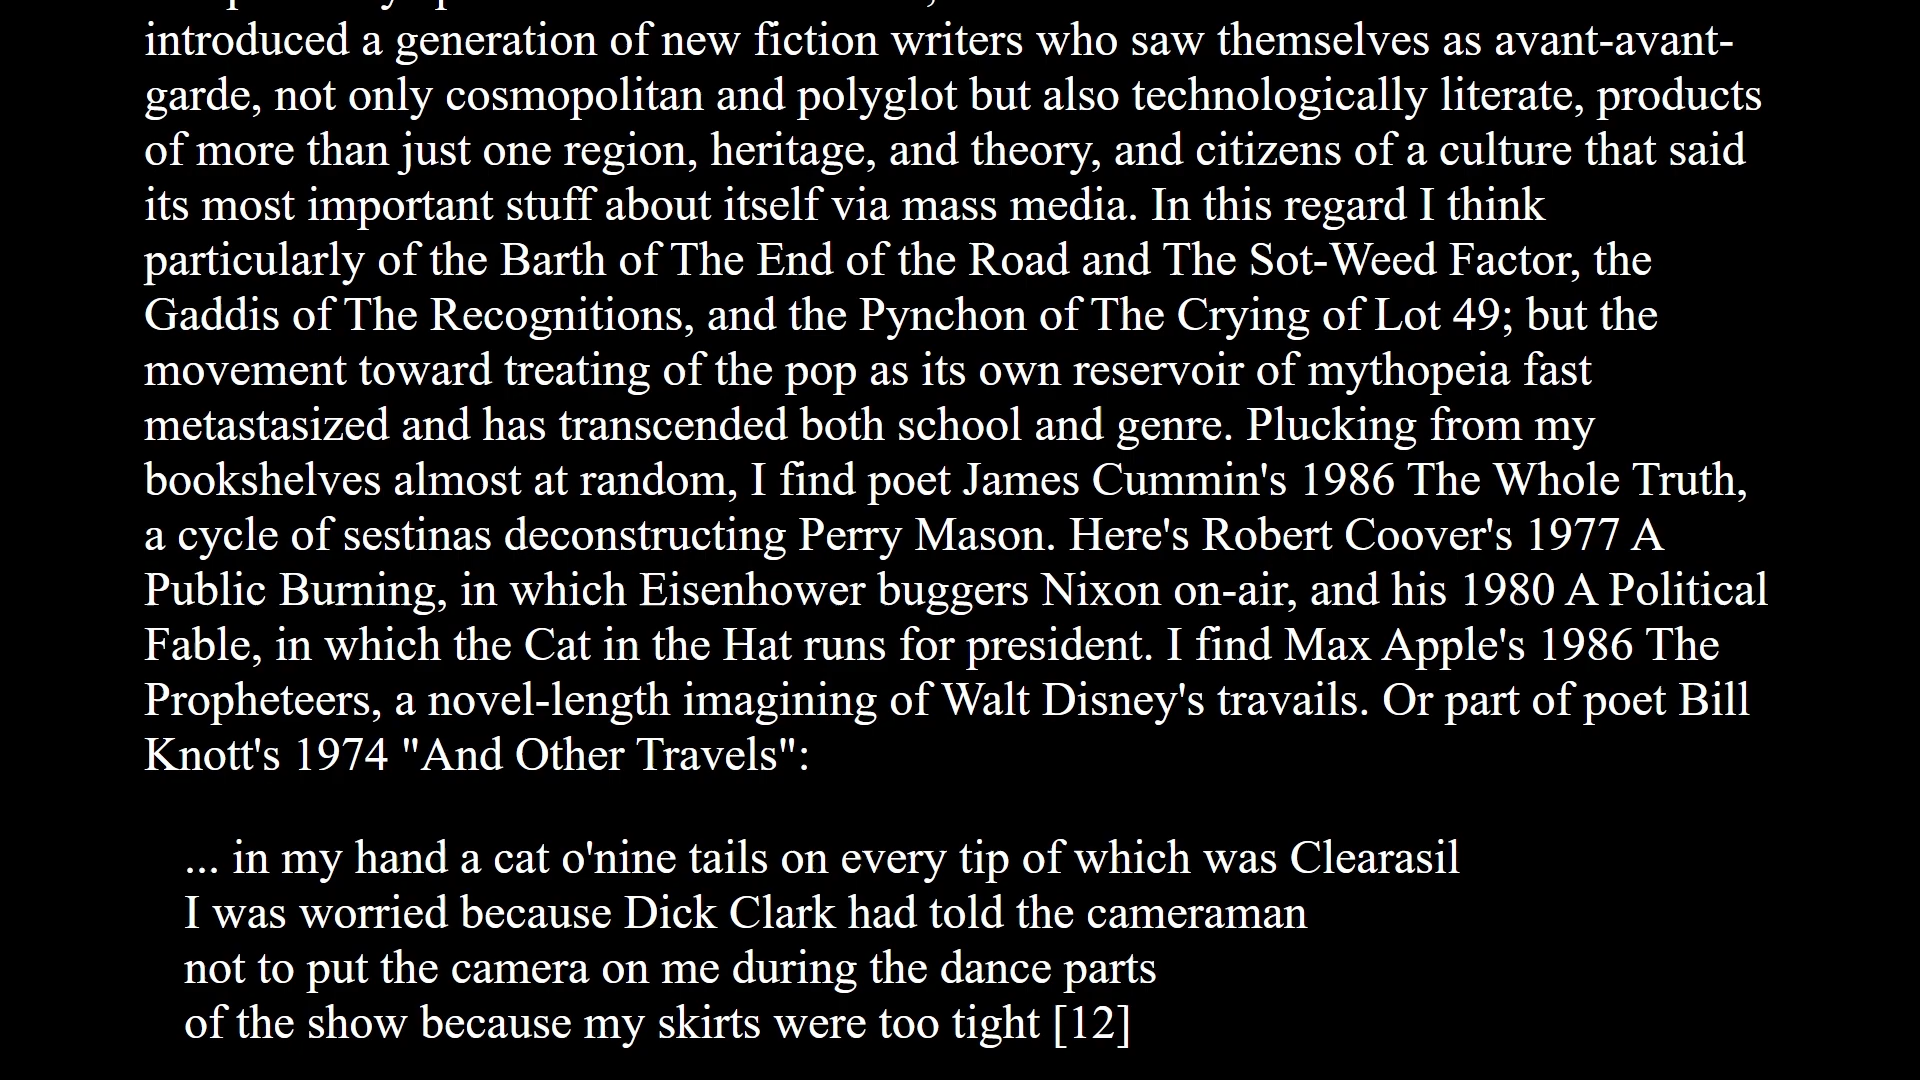 introduced a generation of new fiction writers who saw themselves as avant-avant-
garde, not only cosmopolitan and polyglot but also technologically literate, products
of more than just one region, heritage, and theory, and citizens of a culture that said
its most important stuff about itself via mass media. In this regard I think
particularly of the Barth of The End of the Road and The Sot-Weed Factor, the
Gaddis of The Recognitions, and the Pynchon of The Crying of Lot 49; but the
movement toward treating of the pop as its own reservoir of mythopeia fast
metastasized and has transcended both school and genre. Plucking from my
bookshelves almost at random, I find poet James Cummin's 1986 The Whole Truth,
a cycle of sestinas deconstructing Perry Mason. Here's Robert Coover's 1977 A
Public Burning, in which Eisenhower buggers Nixon on-air, and his 1980 A Political
Fable, in which the Cat in the Hat runs for president. I find Max Apple's 1986 The
Propheteers, a novel-length imagining of Walt Disney's travails. Or part of poet Bill
Knott's 1974 "And Other Travels":
... in my hand a cat o'nine tails on every tip of which was Clearasil
I was worried because Dick Clark had told the cameraman
not to put the camera on me during the dance parts
of the show because my skirts were too tight [12]